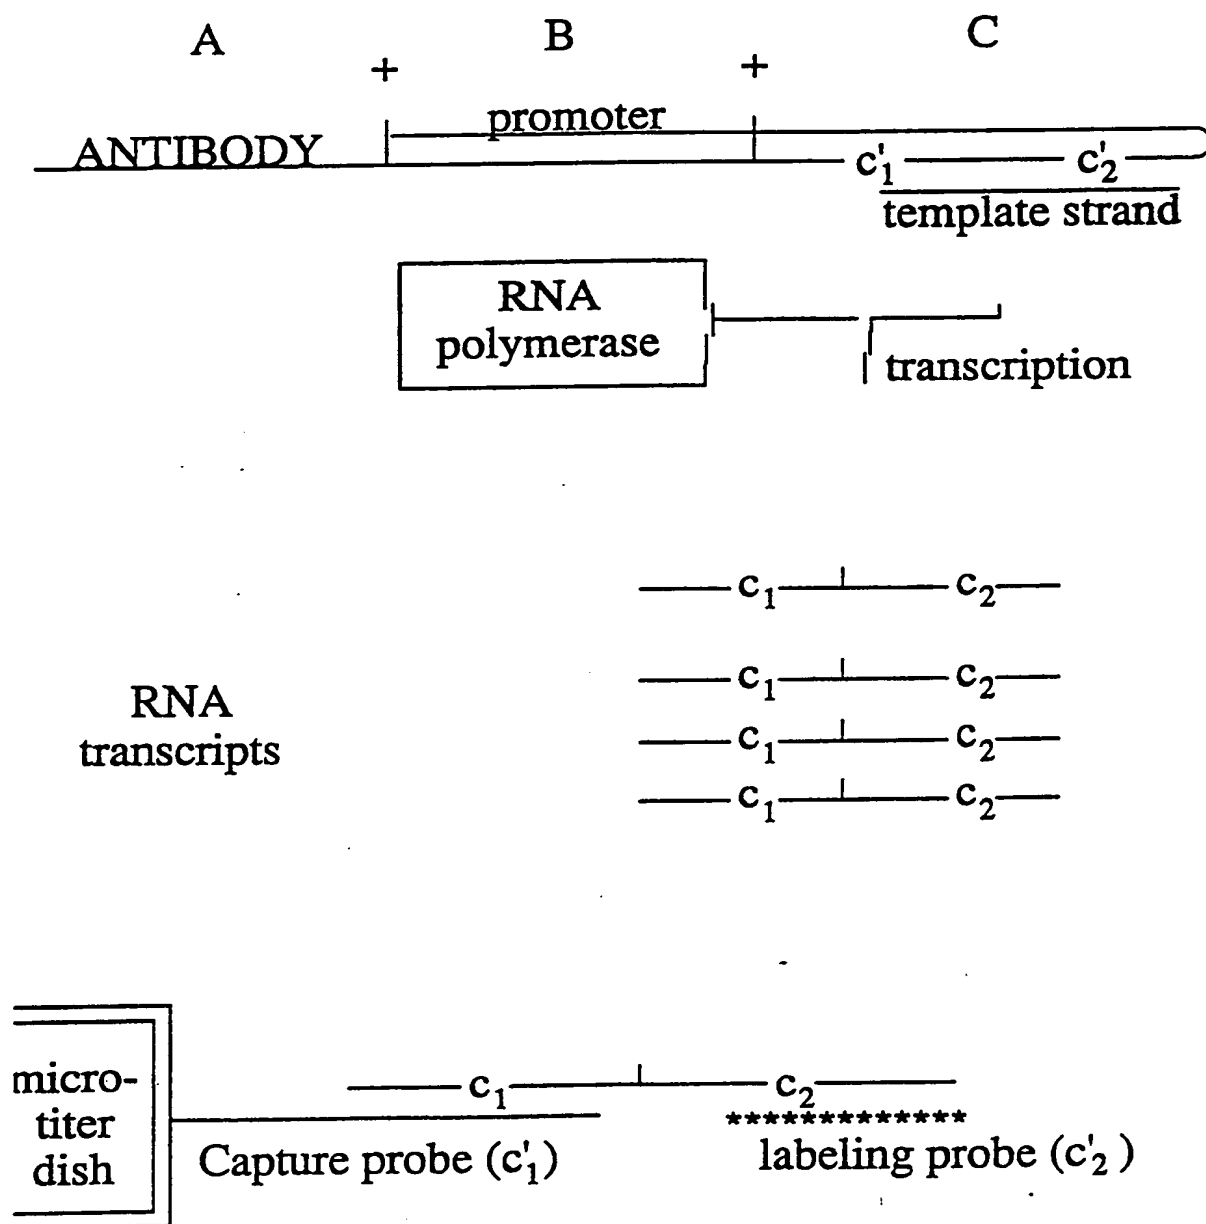 A B C
+ +
promoter
ANTIBODY
c'₁ c'₂
template strand
RNA
polymerase
transcription
c₁ c₂
c₁ c₂
RNA
transcripts
c₁ c₂
c₁ c₂
micro-
titer
dish
c₁ c₂
************
Capture probe (c'₁)
labeling probe (c'₂)